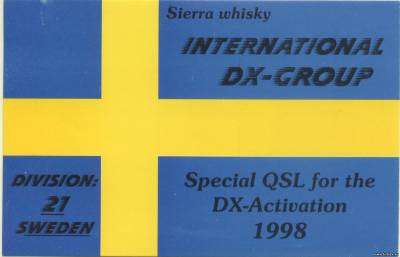 Sierra whisky
INTERNATIONAL
DX-GROUP
DIVISION:
21
SWEDEN
Special QSL for the
DX-Activation
1998